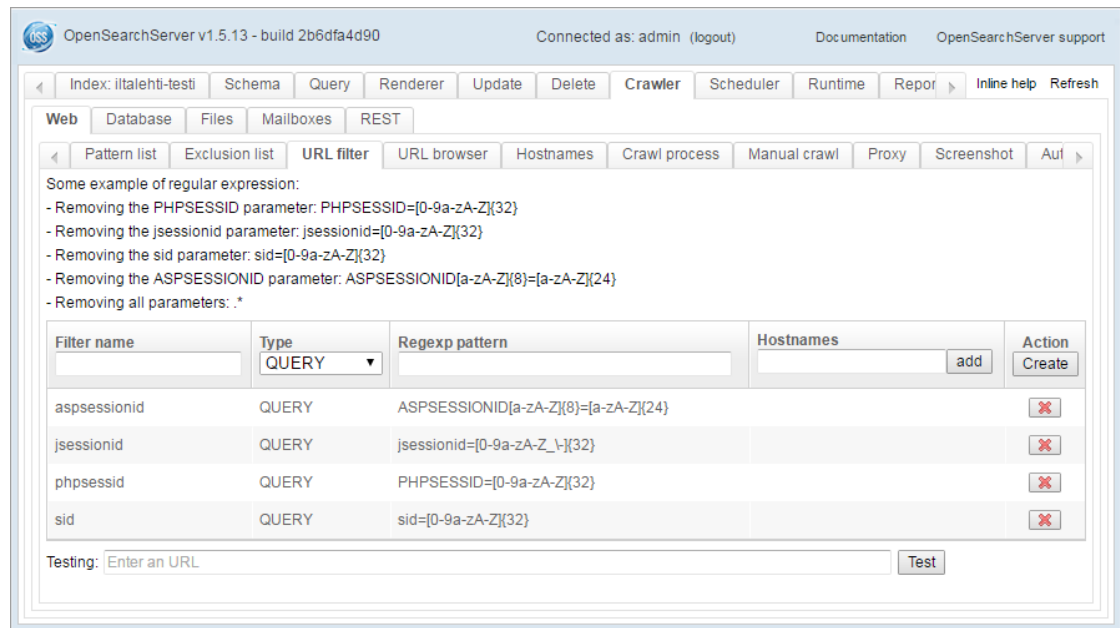 OSS OpenSearchServer v1.5.13 - build 2b6dfa4d90 Connected as: admin (logout) Documentation OpenSearchServer support
Index: iltalehti-testi Schema Query Renderer Update Delete Crawler Scheduler Runtime Repor Inline help Refresh
Web Database Files Mailboxes REST
Pattern list Exclusion list URL filter URL browser Hostnames Crawl process Manual crawl Proxy Screenshot Aut
Some example of regular expression:
- Removing the PHPSESSID parameter: PHPSESSID=[0-9a-zA-Z]{32}
- Removing the jsessionid parameter: jsessionid=[0-9a-zA-Z]{32}
- Removing the sid parameter: sid=[0-9a-zA-Z]{32}
- Removing the ASPSESSIONID parameter: ASPSESSIONID[a-zA-Z]{8}=[a-zA-Z]{24}
- Removing all parameters: .*
Filter name Type Regexp pattern Hostnames Action
QUERY add Create
aspsessionid QUERY ASPSESSIONID[a-zA-Z]{8}=[a-zA-Z]{24}
jsessionid QUERY jsessionid=[0-9a-zA-Z_\-]{32}
phpsessid QUERY PHPSESSID=[0-9a-zA-Z]{32}
sid QUERY sid=[0-9a-zA-Z]{32}
Testing: Enter an URL Test